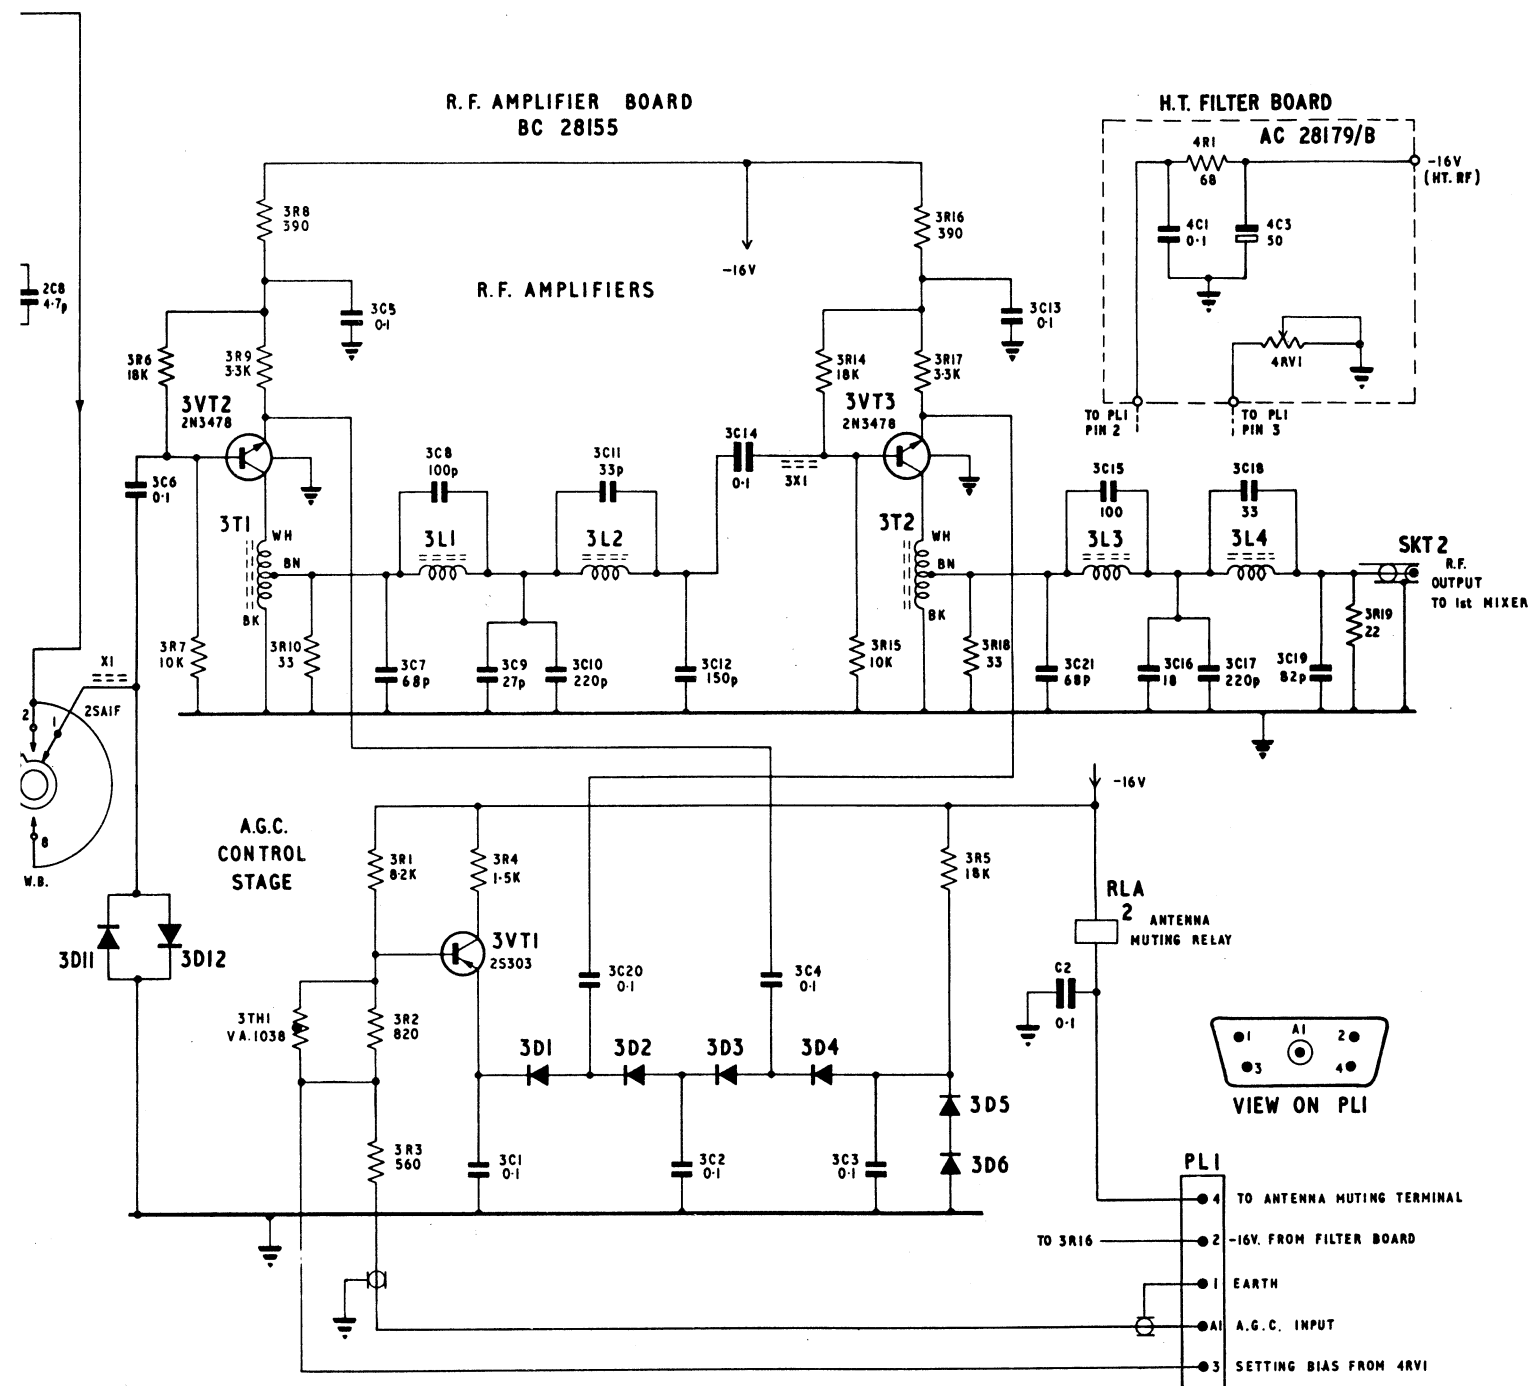 R.F. AMPLIFIER BOARD
BC 28155
H.T. FILTER BOARD
AC 28179/B
4R1
68
-16V
(HT. RF)
4C1
0·1
4C3
50
4RV1
TO PL1
PIN 2
TO PL1
PIN 3
3R8
390
3R16
390
-16V
R.F. AMPLIFIERS
2C8
4·7p
3C5
0·1
3C13
0·1
3R6
18K
3R9
3·3K
3R14
18K
3R17
3·3K
3VT2
2N3478
3VT3
2N3478
3C6
0·1
3C8
100p
3C11
33p
3C14
0·1
3X1
3C15
100
3C18
33
3T1
WH
BN
BK
3L1
3L2
3T2
WH
BN
BK
3L3
3L4
SKT 2
R.F.
OUTPUT
TO 1st MIXER
3R7
10K
3R10
33
3C7
68p
3C9
27p
3C10
220p
3C12
150p
3R15
10K
3R18
33
3C21
68p
3C16
18
3C17
220p
3C19
82p
3R19
22
X1
2SA1F
2
1
8
W.B.
A.G.C.
CONTROL
STAGE
-16V
3R1
8·2K
3R4
1·5K
3R5
18K
RLA
2
ANTENNA
MUTING RELAY
3D11
3D12
3VT1
2S303
3C20
0·1
3C4
0·1
C2
0·1
3TH1
VA.1038
3R2
820
3D1
3D2
3D3
3D4
1
A1
2
3
4
VIEW ON PL1
3D5
3D6
3R3
560
3C1
0·1
3C2
0·1
3C3
0·1
PL1
4 TO ANTENNA MUTING TERMINAL
TO 3R16
2 -16V. FROM FILTER BOARD
1 EARTH
A1 A.G.C. INPUT
3 SETTING BIAS FROM 4RV1